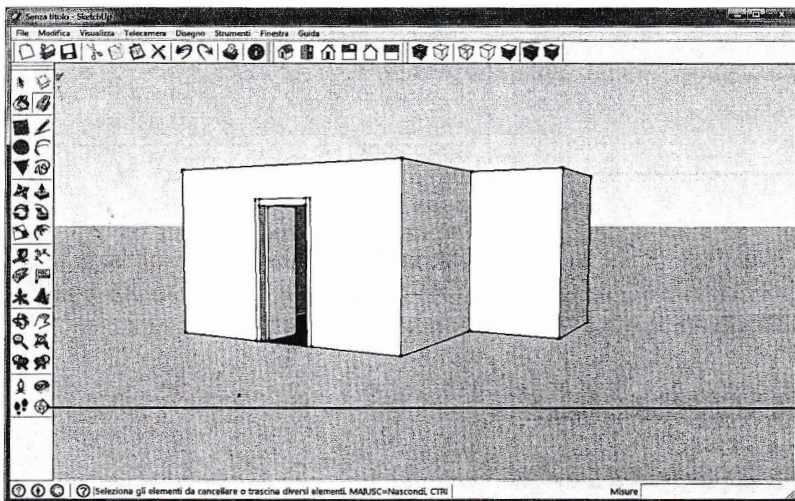 Senza titolo - SketchUp
File Modifica Visualizza Telecamera Disegno Strumenti Finestra Guida
Seleziona gli elementi da cancellare o trascina diversi elementi. MAIUSC=Nascondi, CTRL
Misure